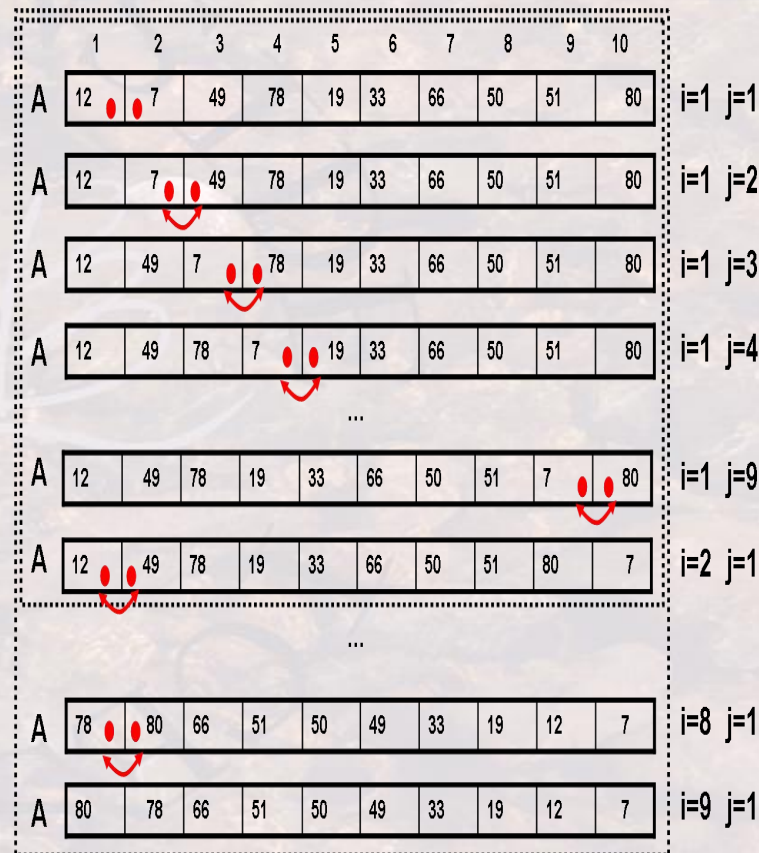 1 2 3 4 5 6 7 8 9 10
A 12 7 49 78 19 33 66 50 51 80 i=1 j=1
A 12 7 49 78 19 33 66 50 51 80 i=1 j=2
A 12 49 7 78 19 33 66 50 51 80 i=1 j=3
A 12 49 78 7 19 33 66 50 51 80 i=1 j=4
...
A 12 49 78 19 33 66 50 51 7 80 i=1 j=9
A 12 49 78 19 33 66 50 51 80 7 i=2 j=1
...
A 78 80 66 51 50 49 33 19 12 7 i=8 j=1
A 80 78 66 51 50 49 33 19 12 7 i=9 j=1